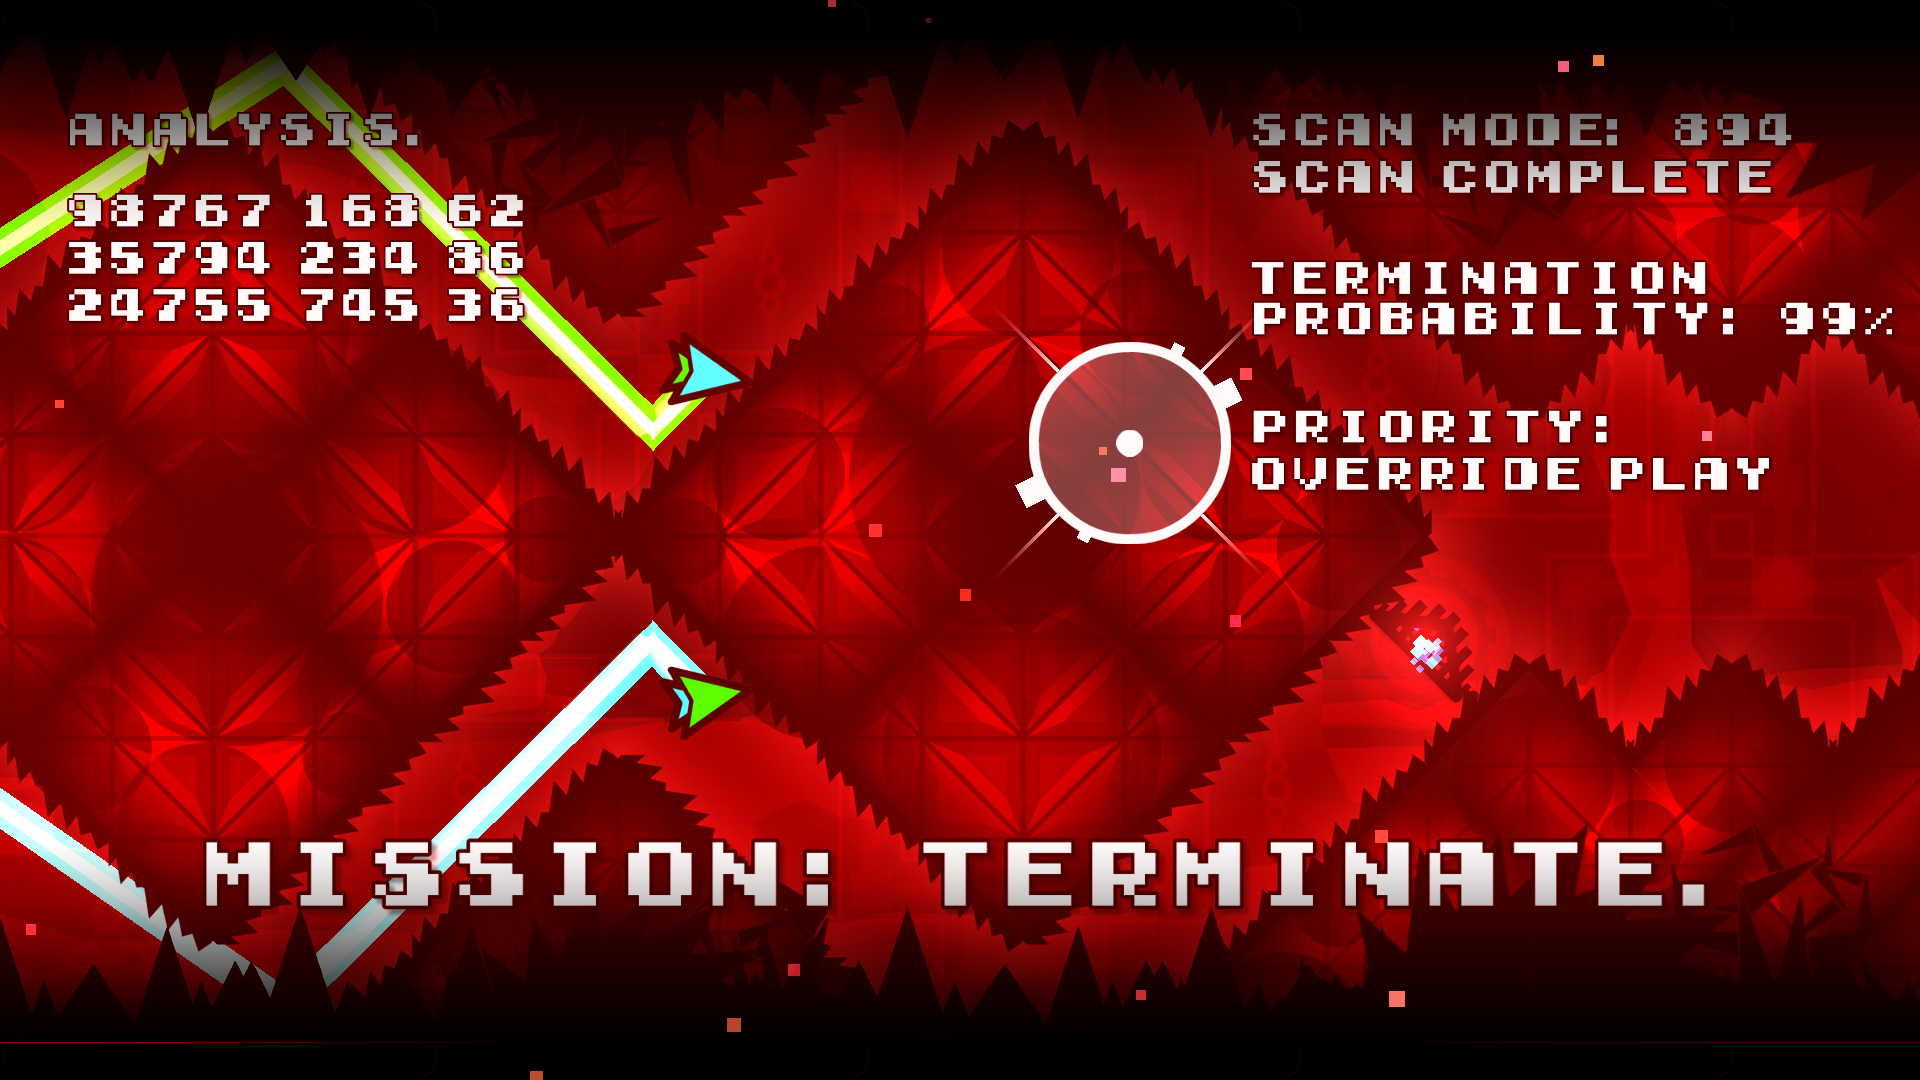 ANALYSIS.
98767 168 62
35794 234 86
24755 745 36
SCAN MODE: 894
SCAN COMPLETE
TERMINATION
PROBABILITY: 99%
PRIORITY:
OVERRIDE PLAY
MISSION: TERMINATE.